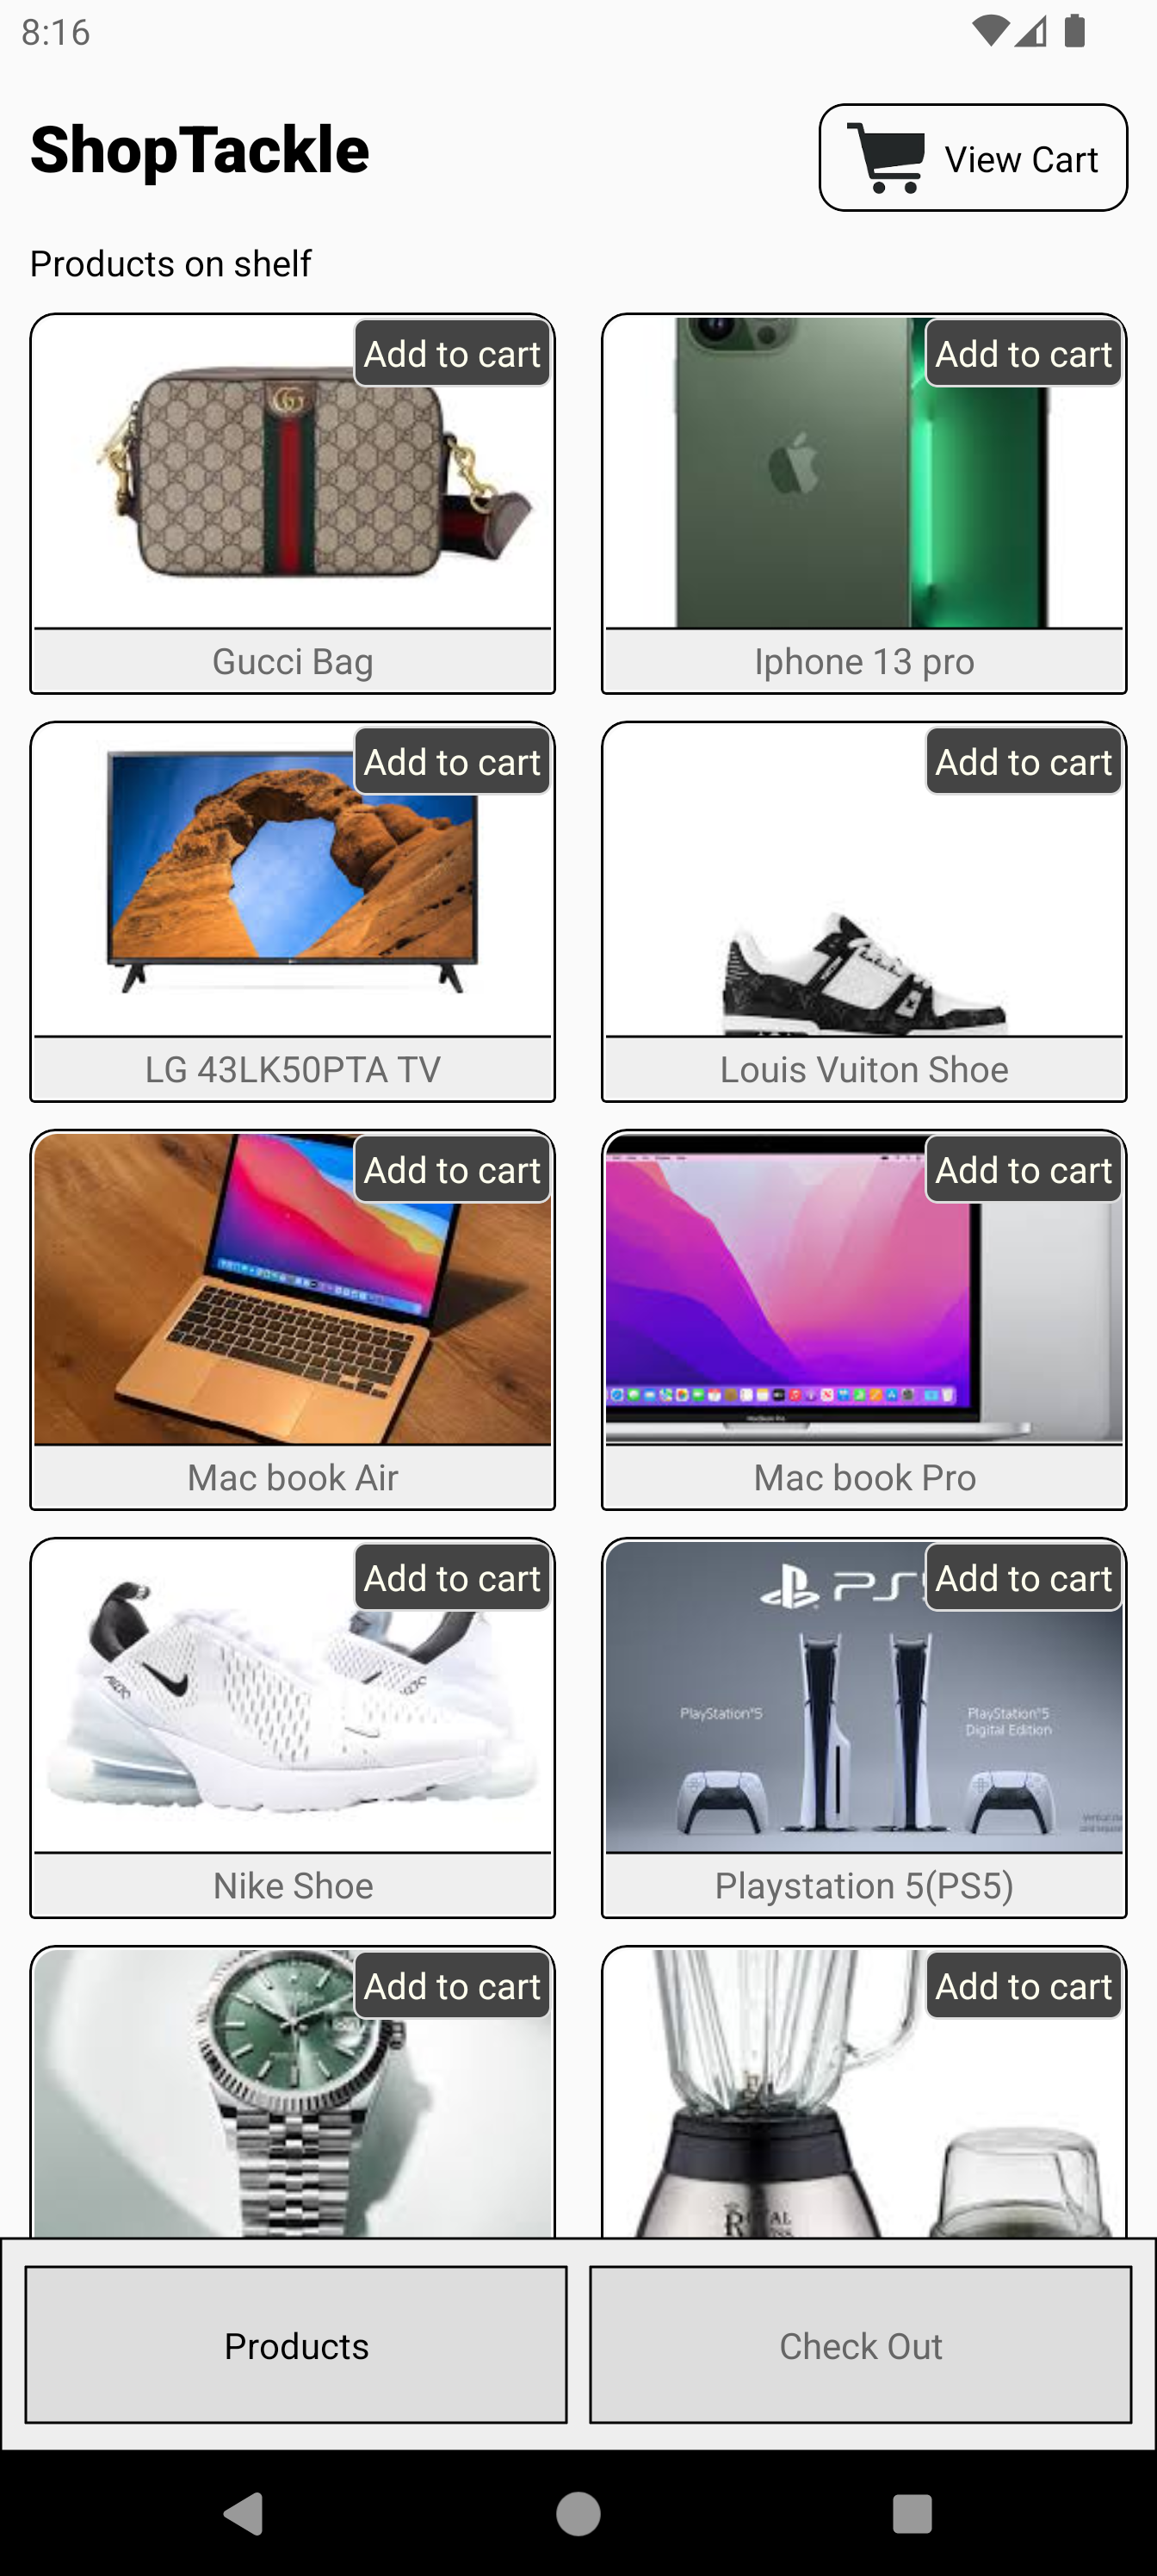 8:16
ShopTackle
View Cart
Products on shelf
Add to cart
Add to cart
Gucci Bag
Iphone 13 pro
Add to cart
Add to cart
LG 43LK50PTA TV
Louis Vuiton Shoe
Add to cart
Add to cart
Mac book Air
Mac book Pro
Add to cart
Add to cart
PlayStation®5
PlayStation®5
Digital Edition
Nike Shoe
Playstation 5(PS5)
Add to cart
Add to cart
Products
Check Out